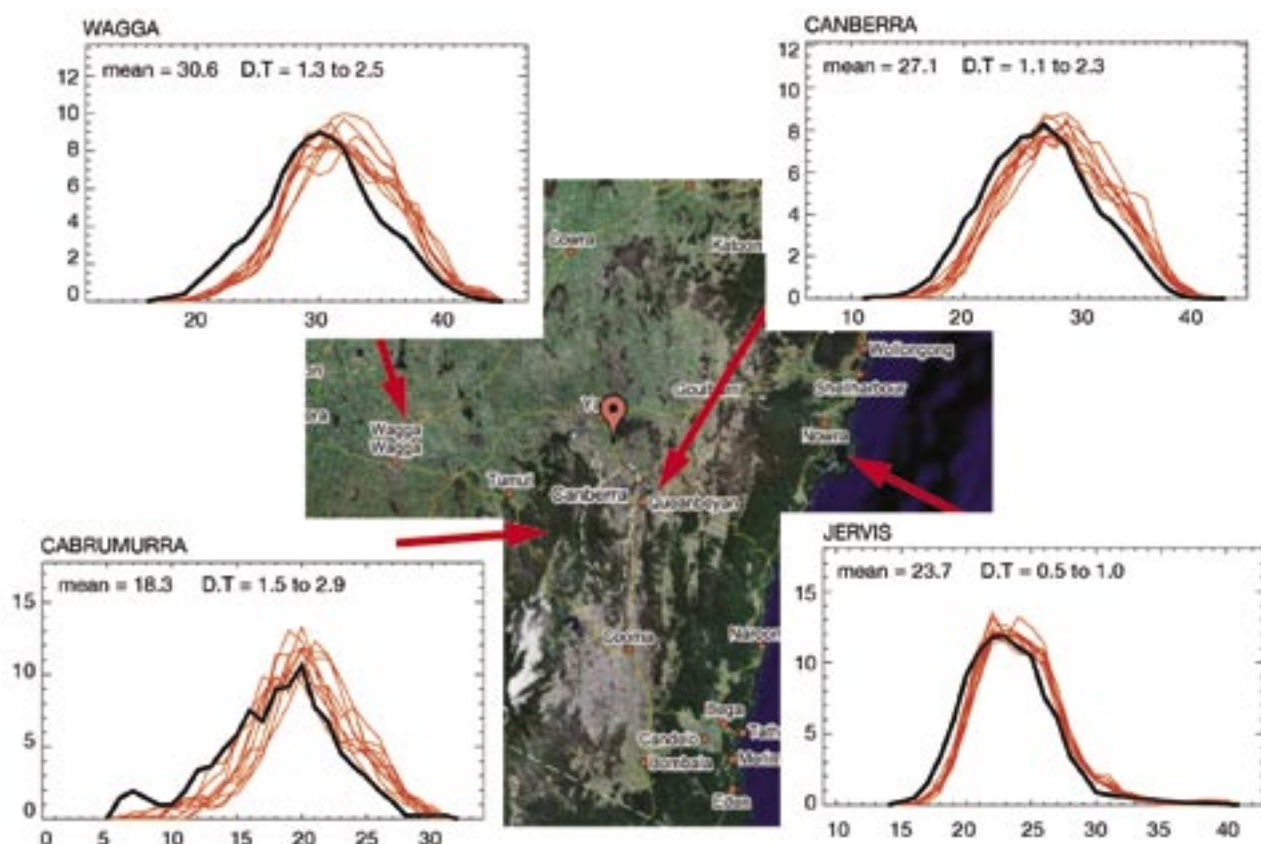 WAGGA
mean = 30.6 D.T = 1.3 to 2.5
12
10
8
6
4
2
0
20 30 40
CANBERRA
mean = 27.1 D.T = 1.1 to 2.3
12
10
8
6
4
2
0
10 20 30 40
Cowra
Katoom
Wollongong
Shellharbour
Goulburn
Nowra
Wagga
Wagga
Tumut
Canberra
Queanbeyan
Cooma
Naroom
Bega
Candelo
Bombala
Eden
CABRUMURRA
mean = 18.3 D.T = 1.5 to 2.9
15
10
5
0
0 5 10 15 20 25 30
JERVIS
mean = 23.7 D.T = 0.5 to 1.0
15
10
5
0
10 15 20 25 30 35 40